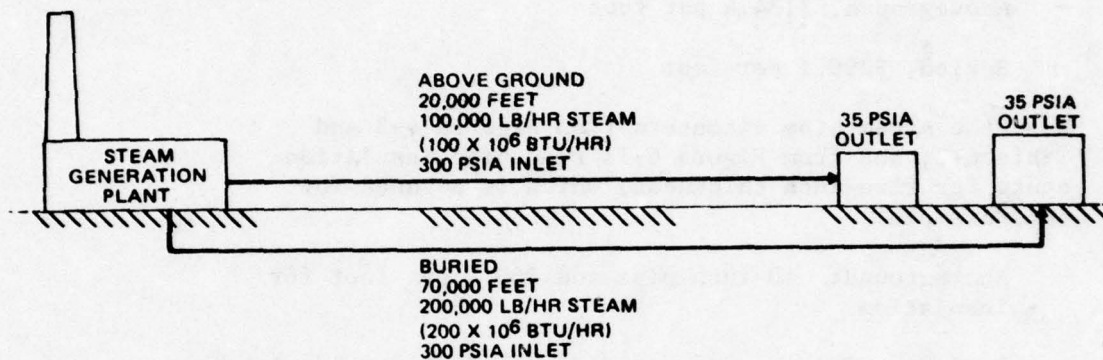 ABOVE GROUND
20,000 FEET
100,000 LB/HR STEAM
(100 X 10⁶ BTU/HR)
300 PSIA INLET
35 PSIA
OUTLET
35 PSIA
OUTLET
STEAM
GENERATION
PLANT
BURIED
70,000 FEET
200,000 LB/HR STEAM
(200 X 10⁶ BTU/HR)
300 PSIA INLET